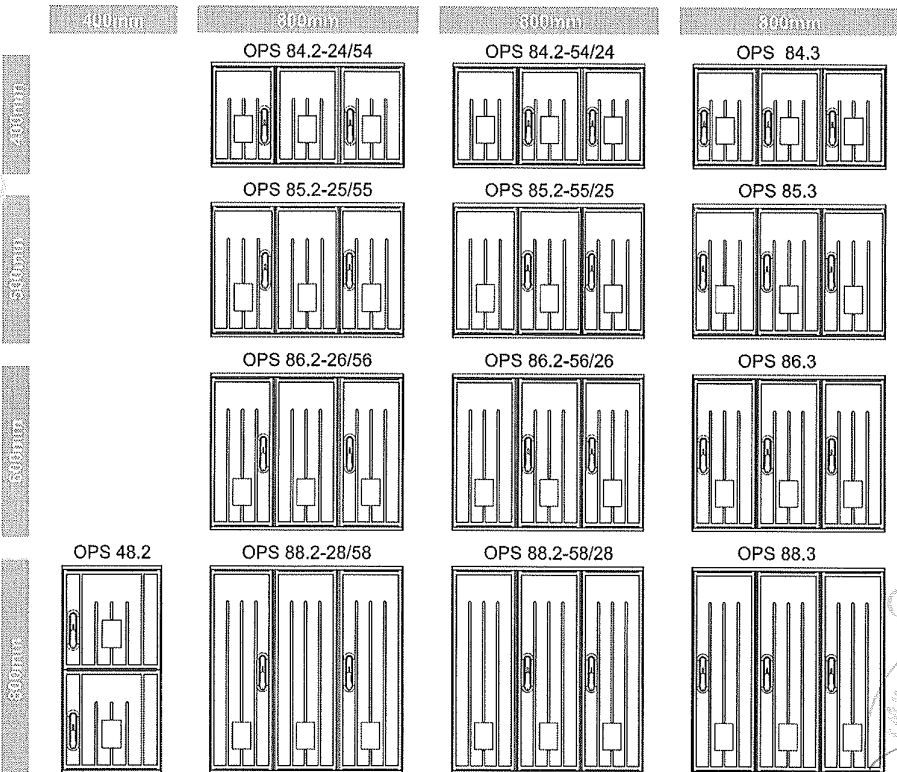 400mm 800mm 800mm 800mm
OPS 84.2-24/54 OPS 84.2-54/24 OPS 84.3
400mm
OPS 85.2-25/55 OPS 85.2-55/25 OPS 85.3
500mm
OPS 86.2-26/56 OPS 86.2-56/26 OPS 86.3
600mm
OPS 48.2 OPS 88.2-28/58 OPS 88.2-58/28 OPS 88.3
800mm